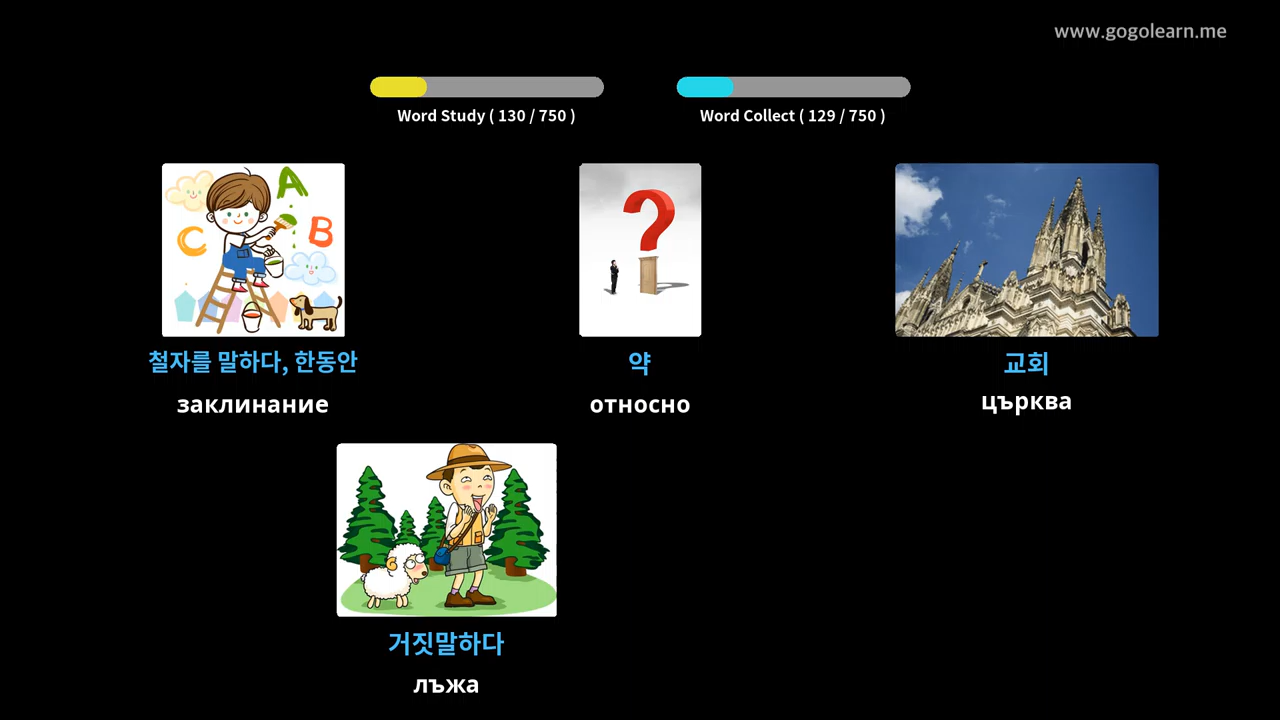 www.gogolearn.me
Word Study ( 130 / 750 )
Word Collect ( 129 / 750 )
A
B
C
철자를 말하다, 한동안
заклинание
?
약
относно
교회
църква
거짓말하다
лъжа